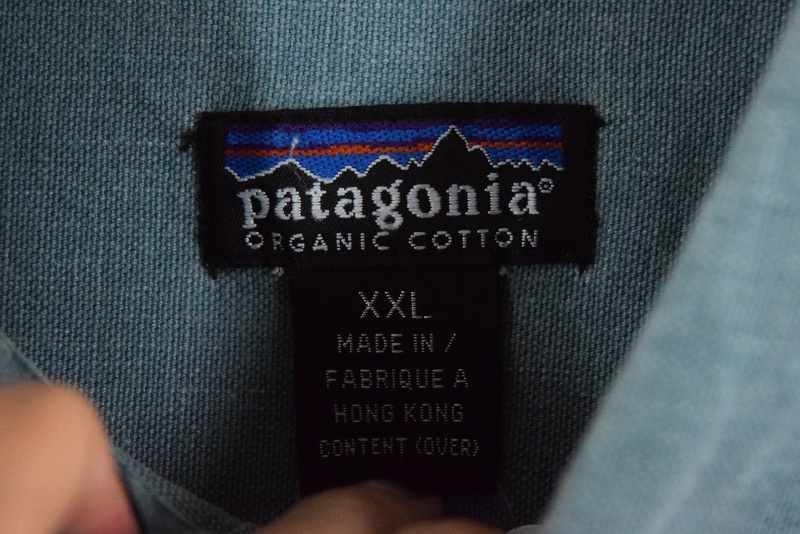 patagonia®
ORGANIC COTTON
XXL
MADE IN /
FABRIQUE A
HONG KONG
CONTENT (OVER)